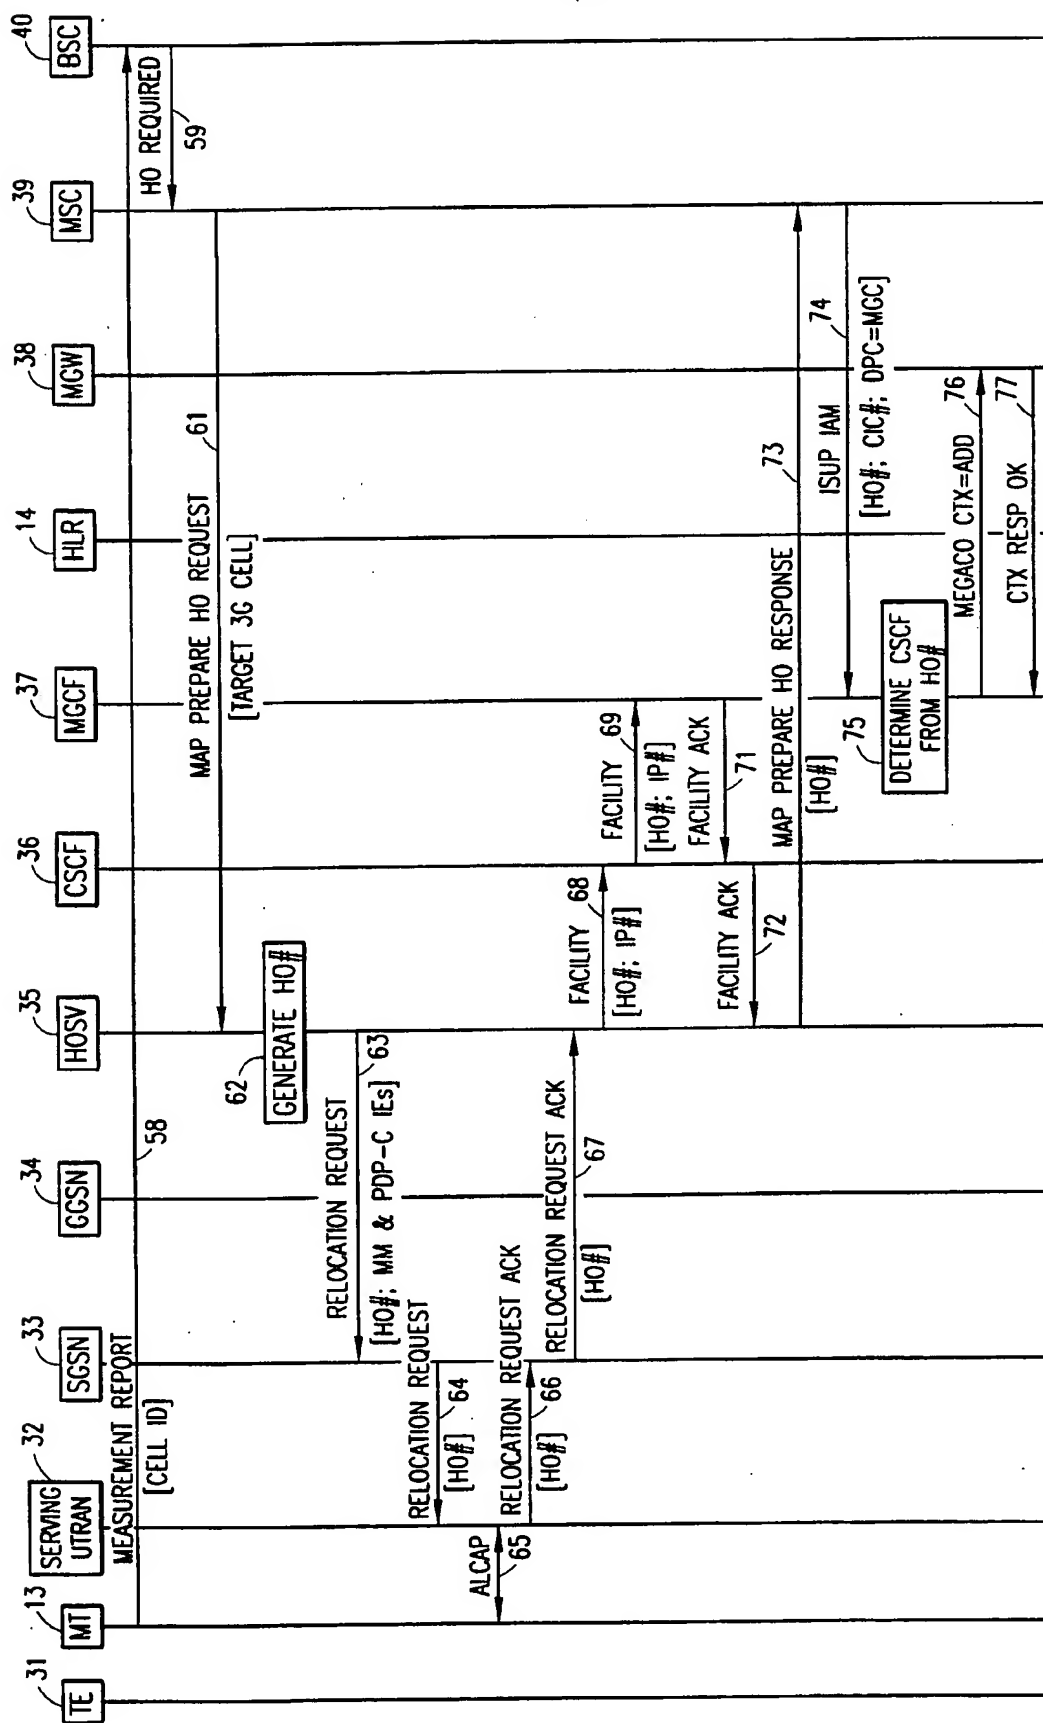 31
TE
13
MT
32
SERVING
UTRAN
33
SGSN
34
GGSN
35
HOSV
36
CSCF
37
MGCF
14
HLR
38
MGW
39
MSC
40
BSC
MEASUREMENT REPORT
[CELL ID]
58
HO REQUIRED
59
MAP PREPARE HO REQUEST
[TARGET 3G CELL]
61
62
GENERATE HO#
RELOCATION REQUEST
[HO#; MM & PDP-C IEs]
63
RELOCATION REQUEST
[HO#]
64
ALCAP
65
RELOCATION REQUEST ACK
[HO#]
66
RELOCATION REQUEST ACK
[HO#]
67
FACILITY
[HO#; IP#]
68
FACILITY
[HO#; IP#]
69
FACILITY ACK
71
FACILITY ACK
72
MAP PREPARE HO RESPONSE
[HO#]
73
ISUP IAM
[HO#; CIC#; DPC=MGC]
74
75
DETERMINE CSCF
FROM HO#
MEGACO CTX=ADD
76
CTX RESP OK
77